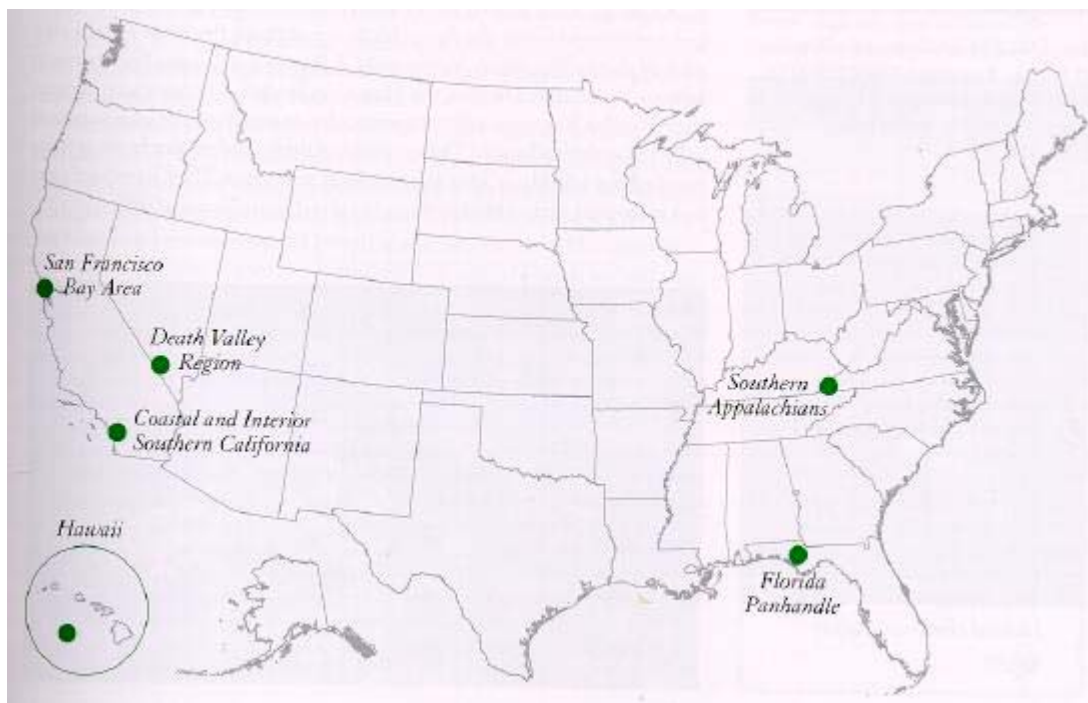 San Francisco
Bay Area
Death Valley
Region
Coastal and Interior
Southern California
Hawaii
Southern
Appalachians
Florida
Panhandle